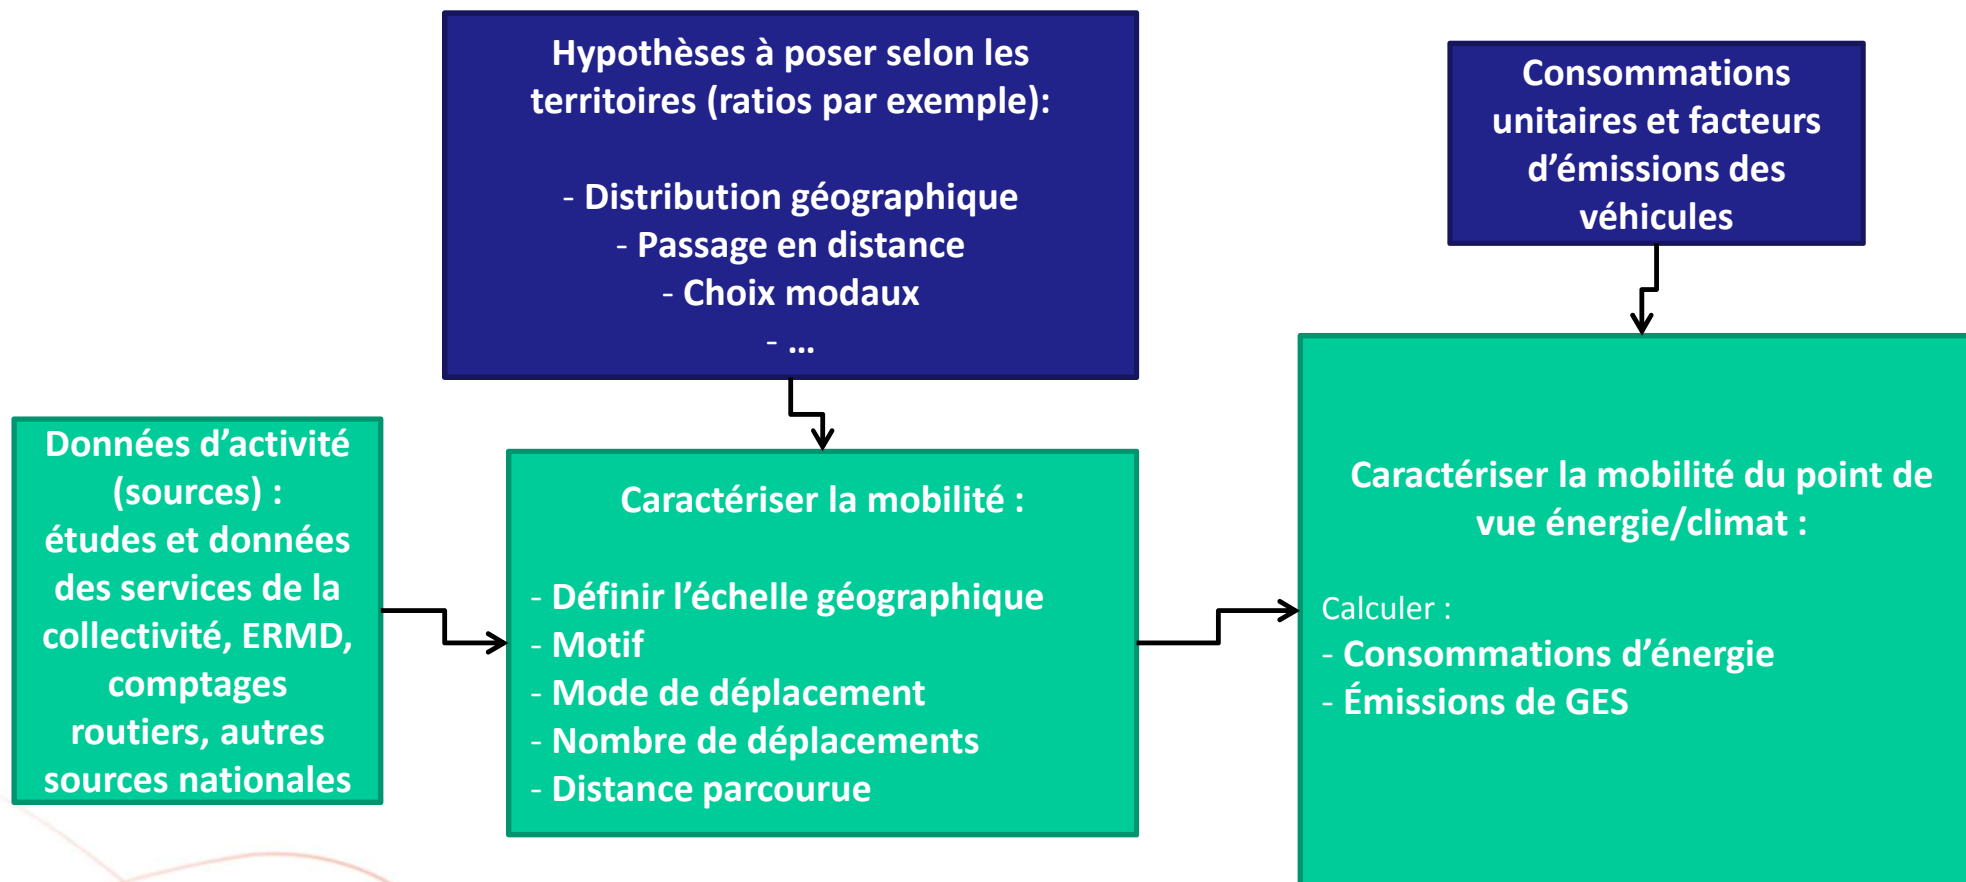 Hypothèses à poser selon les
territoires (ratios par exemple):
- Distribution géographique
- Passage en distance
- Choix modaux
- ...
Consommations
unitaires et facteurs
d’émissions des
véhicules
Données d’activité
(sources) :
études et données
des services de la
collectivité, ERMD,
comptages
routiers, autres
sources nationales
Caractériser la mobilité :
- Définir l’échelle géographique
- Motif
- Mode de déplacement
- Nombre de déplacements
- Distance parcourue
Caractériser la mobilité du point de
vue énergie/climat :
Calculer :
- Consommations d’énergie
- Émissions de GES